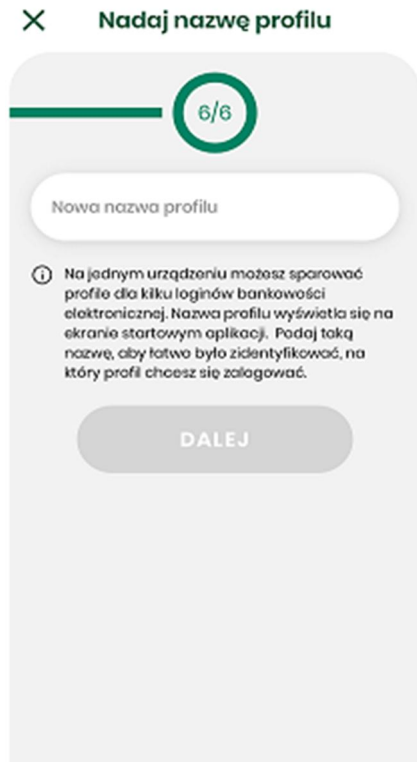 Nadaj nazwę profilu
6/6
Nowa nazwa profilu
Na jednym urządzeniu możesz sparować
profile dla kilku loginów bankowości
elektronicznej. Nazwa profilu wyświetla się na
ekranie startowym aplikacji. Podaj taką
nazwę, aby łatwo było zidentyfikować, na
który profil chcesz się zalogować.
DALEJ